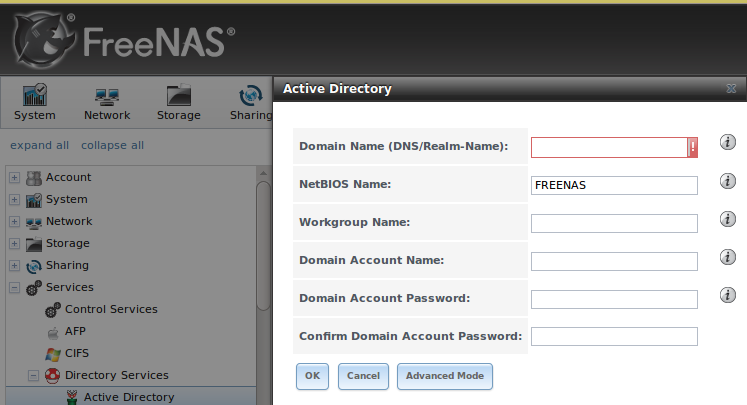 FreeNAS®
Active Directory
System
Network
Storage
Sharing
expand all collapse all
Account
System
Network
Storage
Sharing
Services
Control Services
AFP
CIFS
Directory Services
Active Directory
Domain Name (DNS/Realm-Name):
!
NetBIOS Name:
FREENAS
Workgroup Name:
Domain Account Name:
Domain Account Password:
Confirm Domain Account Password:
OK Cancel Advanced Mode